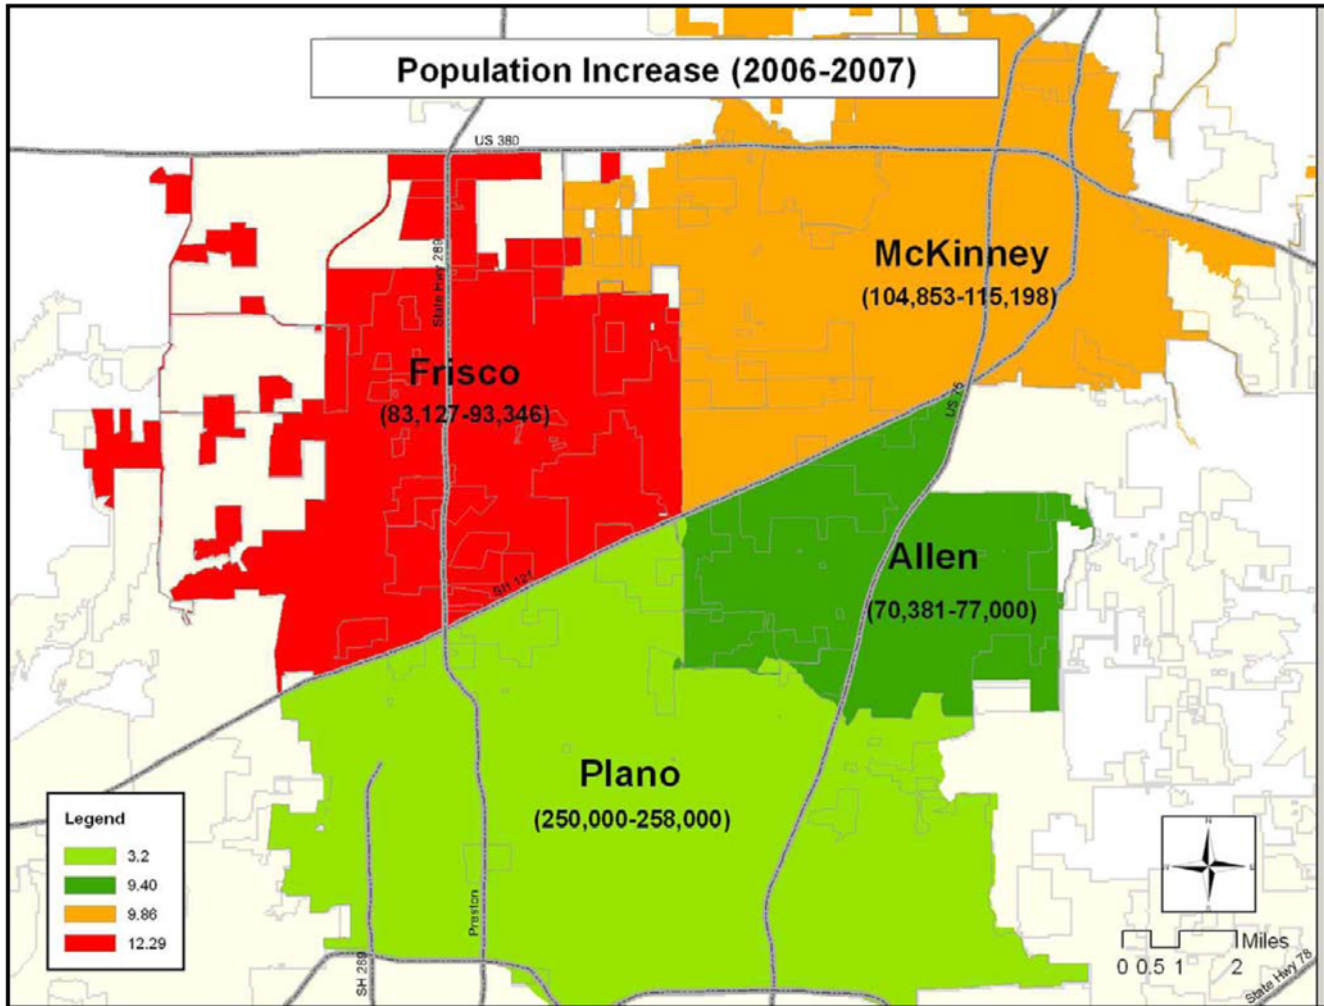 Population Increase (2006-2007)
US 380
State Hwy 289
McKinney
(104,853-115,198)
Frisco
(83,127-93,346)
US 75
SH 121
Allen
(70,381-77,000)
Plano
(250,000-258,000)
Legend
3.2
9.40
9.86
12.29
Preston
SH 289
N
E
S
Miles
0 0.5 1 2
State Hwy 78